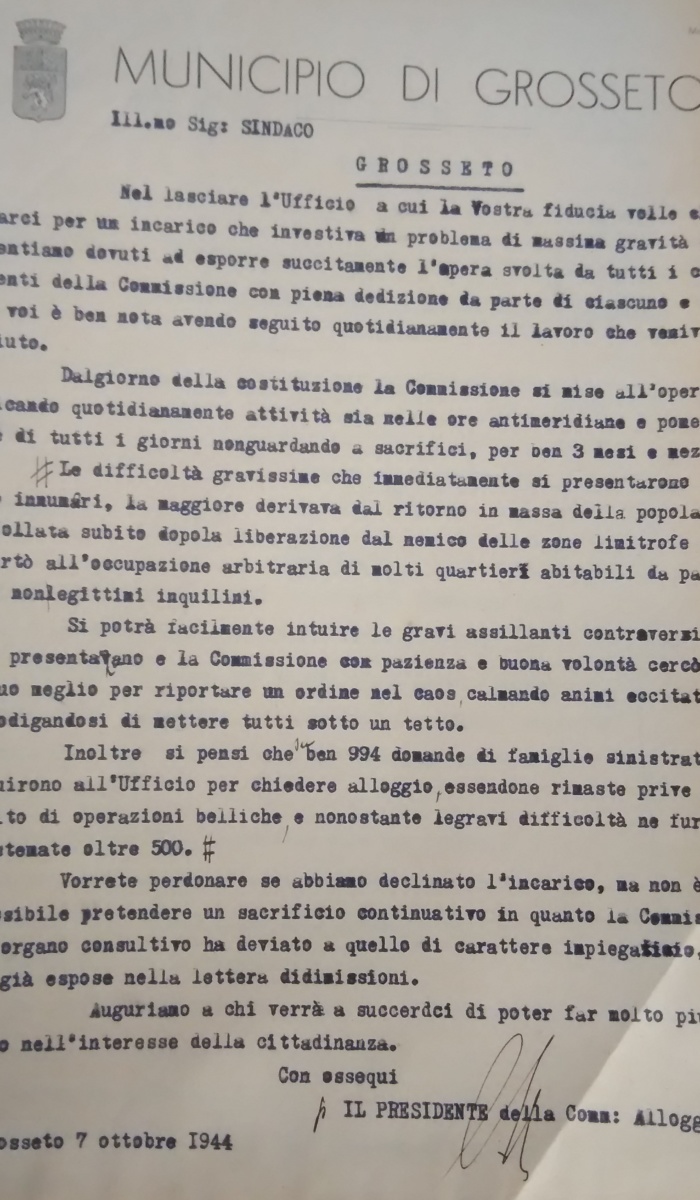 MUNICIPIO DI GROSSETO
Ill.mo Sig: SINDACO
GROSSETO
Nel lasciare l'Ufficio a cui la Vostra fiducia volle
arci per un incarico che investiva un problema di massima gravità
entiamo dovuti ad esporre succitamente l'opera svolta da tutti i c
enti della Commissione con piena dedizione da parte di ciascuno e
voi è ben nota avendo seguito quotidianamente il lavoro che veniv
iuto.
Dalgiorno della costituzione la Commissione si mise all'oper
icando quotidianamente attività sia nelle ore antimeridiane e pome
e di tutti i giorni nonguardando a sacrifici, per ben 3 mesi e mez
# Le difficoltà gravissime che immediatamente si presentarono
innumêri, la maggiore derivava dal ritorno in massa della popola
ollata subito dopola liberazione dal nemico delle zone limitrofe
rtò all'occupazione arbitraria di molti quartieri abitabili da pa
nonlegittimi inquilini.
Si potrà facilmente intuire le gravi assillanti controversi
presentavano e la Commissione con pazienza e buona volontà cercò
uo meglio per riportare un ordine nel caos, calmando animi eccitat
odigandosi di mettere tutti sotto un tetto.
Inoltre si pensi che ben 994 domande di famiglie sinistrat
uirono all'Ufficio per chiedere alloggio, essendone rimaste prive
ito di operazioni belliche, e nonostante legravi difficoltà ne fur
stemate oltre 500. #
Vorrete perdonare se abbiamo declinato l'incarico, ma non è
ssibile pretendere un sacrificio continuativo in quanto la Commis
organo consultivo ha deviato a quello di carattere impiegatizio,
già espose nella lettera didimissioni.
Auguriamo a chi verrà a succerdci di poter far molto più
o nell'interesse della cittadinanza.
Con ossequi
p IL PRESIDENTE della Comm: Allogg
osseto 7 ottobre I944